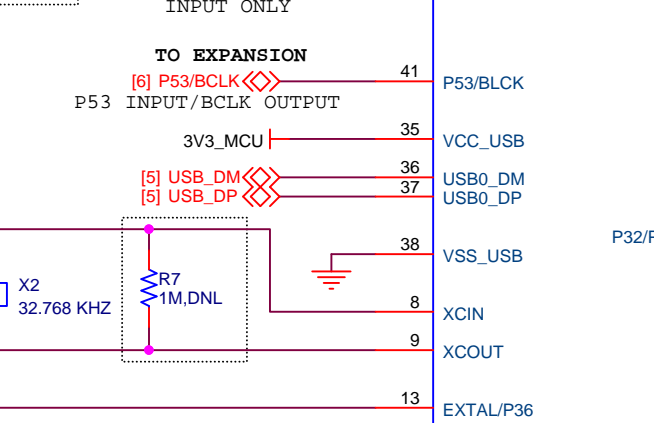 INPUT ONLY
TO EXPANSION
[6] P53/BCLK 41 P53/BLCK
P53 INPUT/BCLK OUTPUT
3V3_MCU 35 VCC_USB
[5] USB_DM 36 USB0_DM
[5] USB_DP 37 USB0_DP
P32/
38 VSS_USB
X2 R7
32.768 KHZ 1M,DNL
8 XCIN
9 XCOUT
13 EXTAL/P36